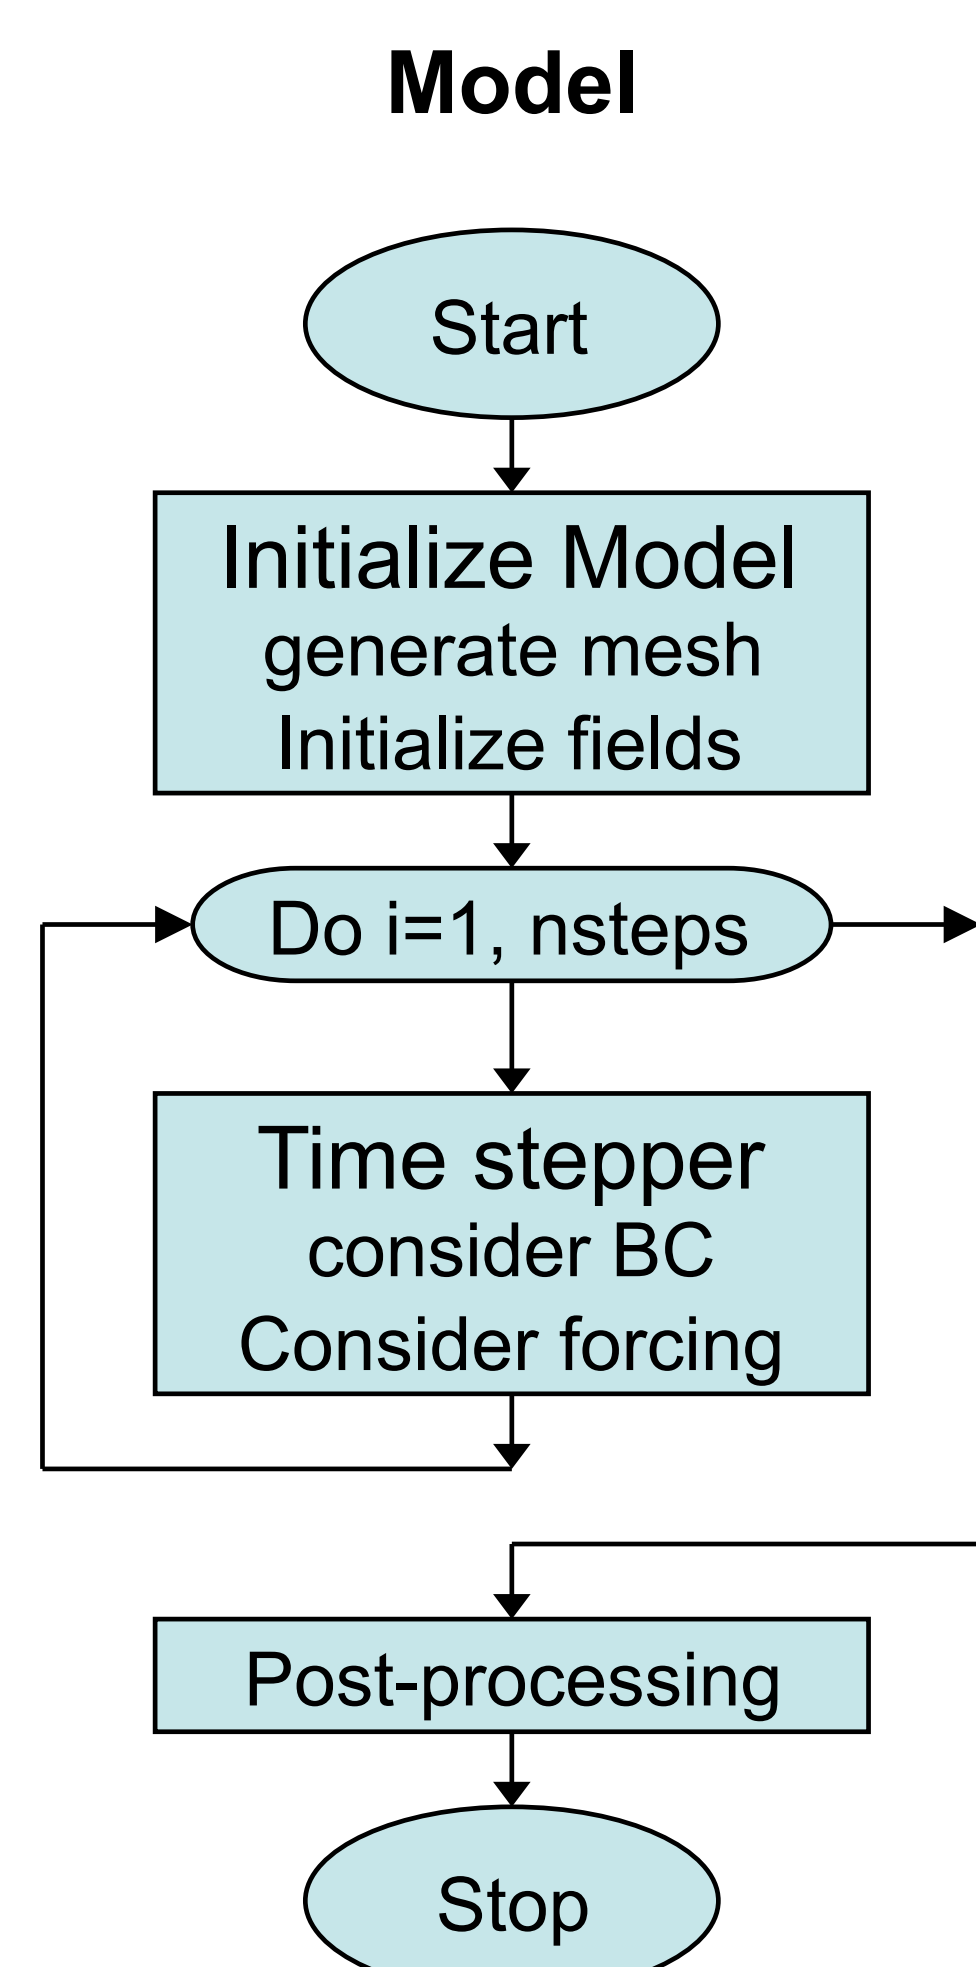 Model
Start
Initialize Model
generate mesh
Initialize fields
Do i=1, nsteps
Time stepper
consider BC
Consider forcing
Post-processing
Stop